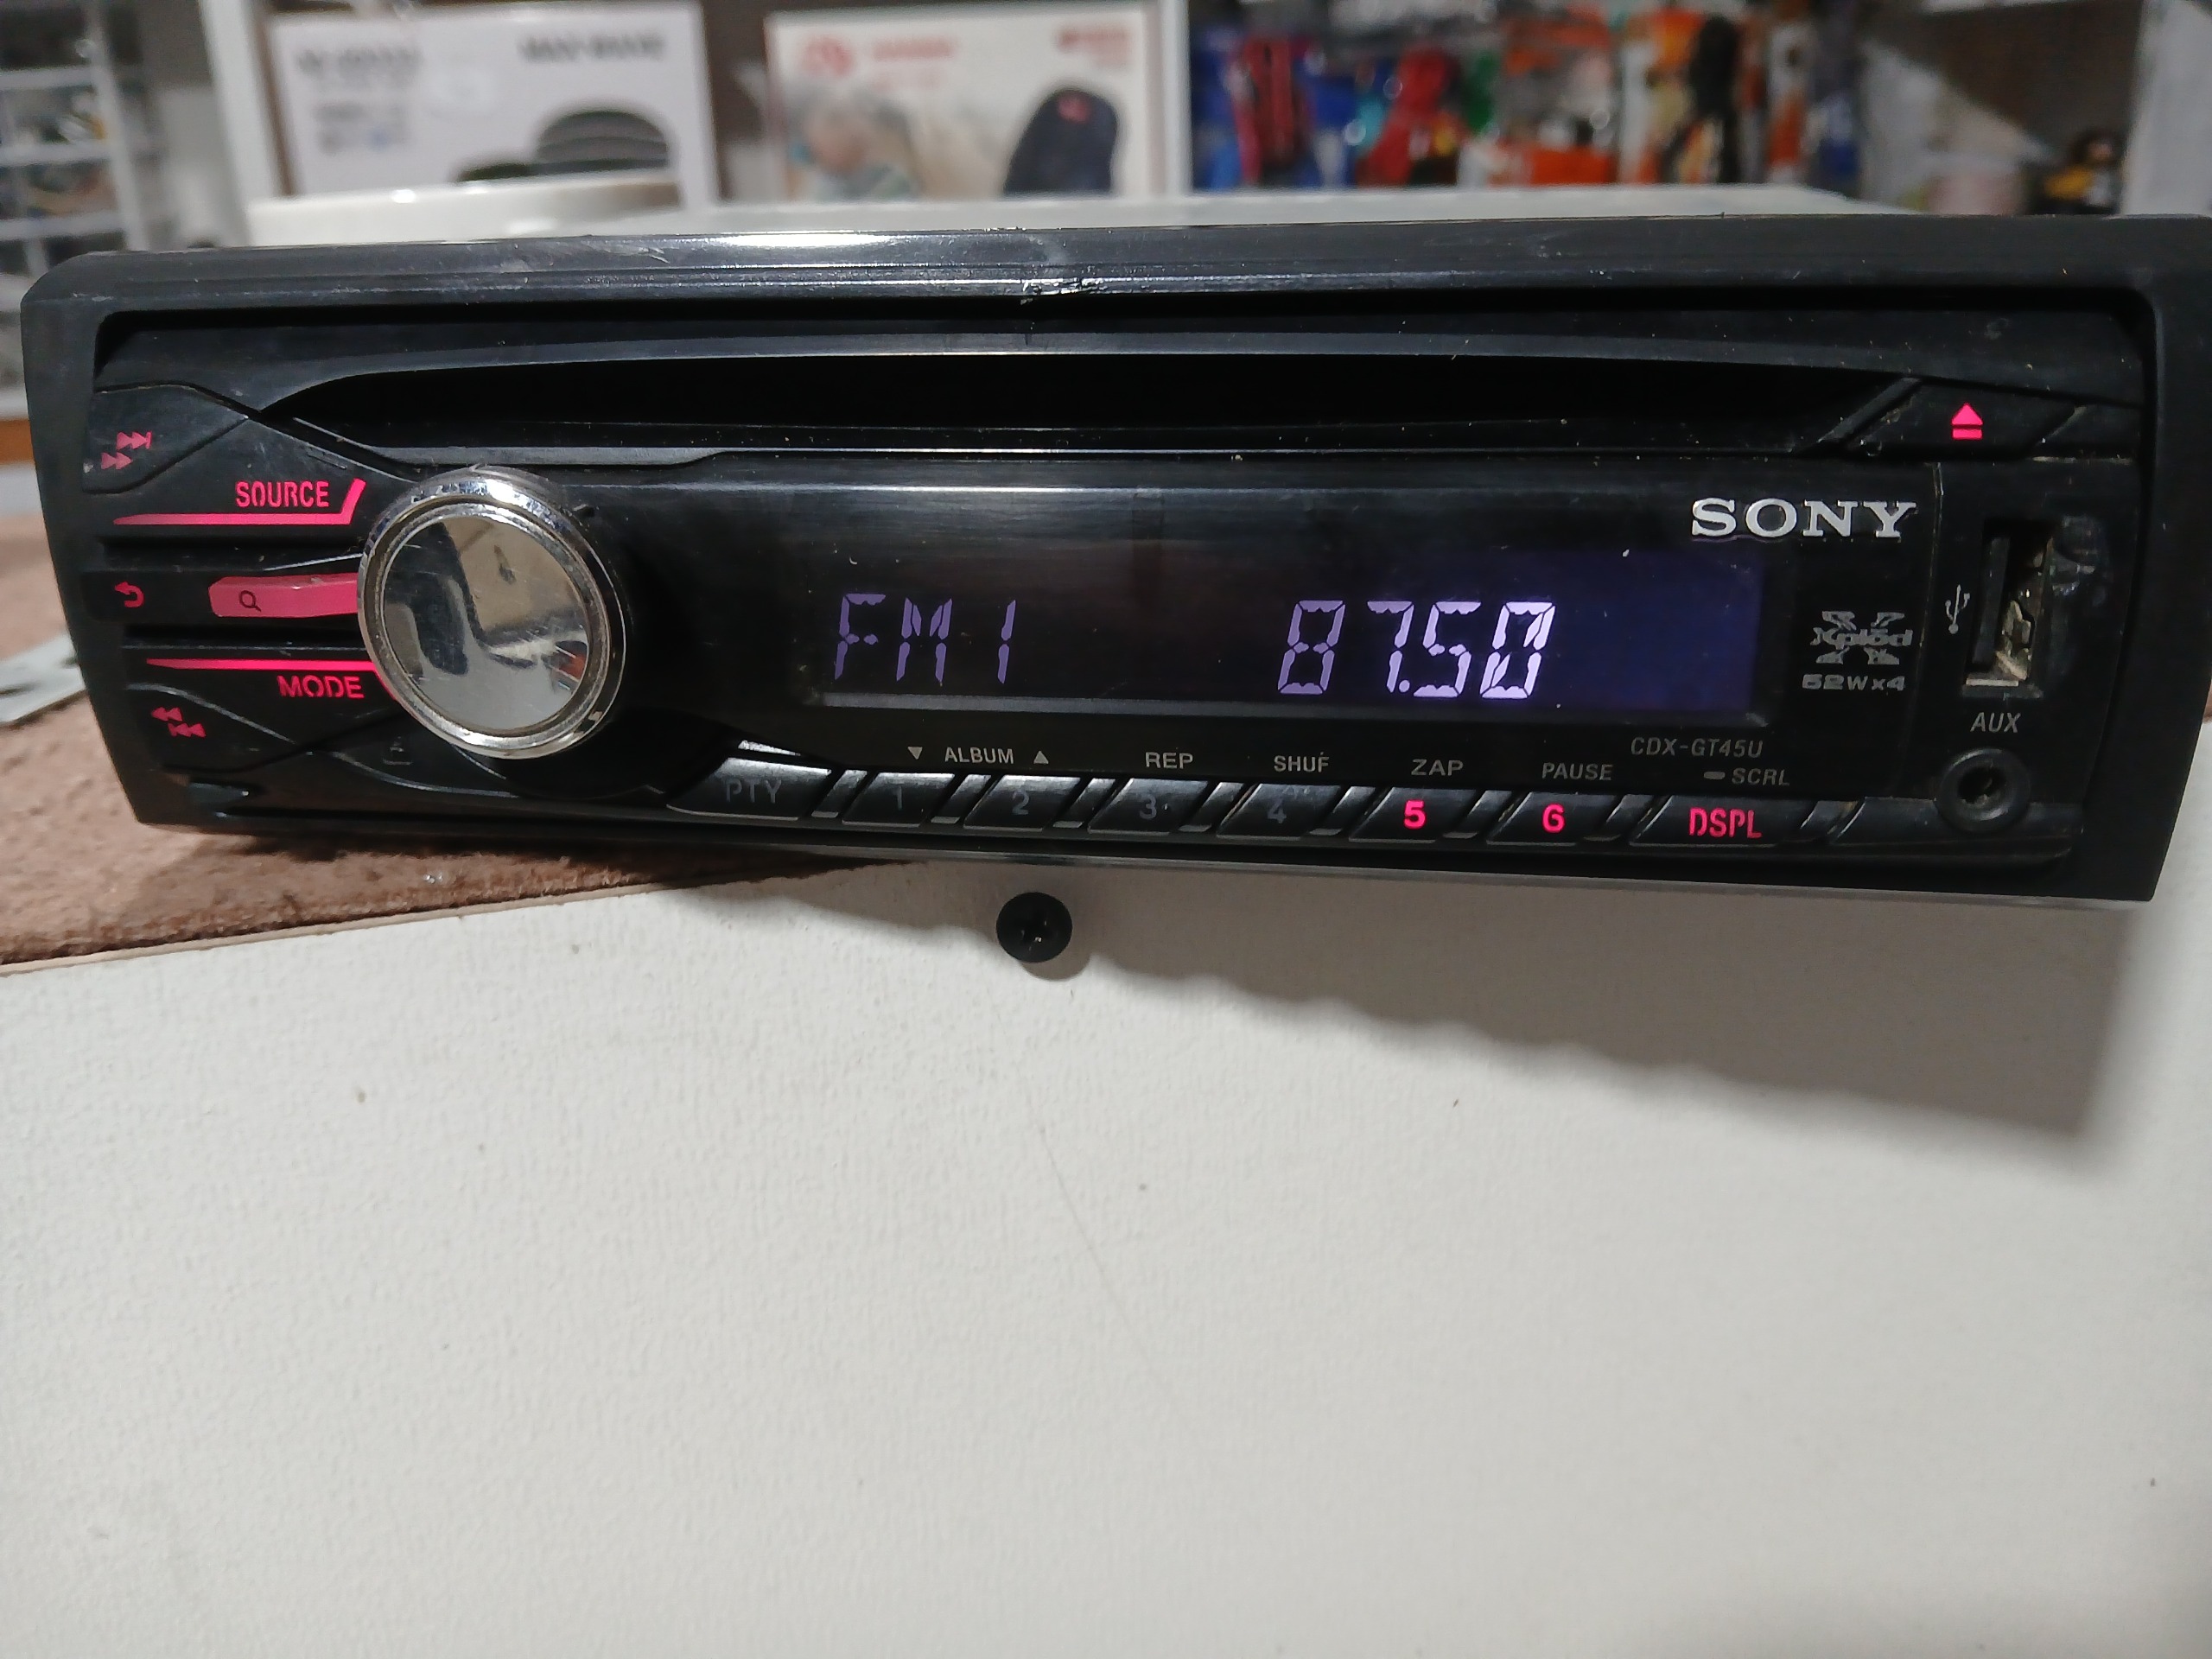 SOURCE
SONY
FM1 87.50
Xplōd
52Wx4
MODE
AUX
CDX-GT45U
ALBUM REP SHUF ZAP PAUSE SCRL
PTY 1 2 3 4 5 6 DSPL